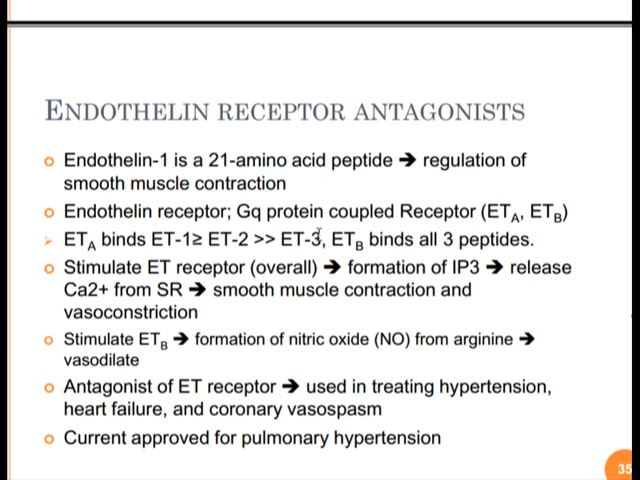 ENDOTHELIN RECEPTOR ANTAGONISTS
Endothelin-1 is a 21-amino acid peptide ➔ regulation of
smooth muscle contraction
Endothelin receptor; Gq protein coupled Receptor (ETA, ETB)
ETA binds ET-1≥ ET-2 >> ET-3, ETB binds all 3 peptides.
Stimulate ET receptor (overall) ➔ formation of IP3 ➔ release
Ca2+ from SR ➔ smooth muscle contraction and
vasoconstriction
Stimulate ETB ➔ formation of nitric oxide (NO) from arginine ➔
vasodilate
Antagonist of ET receptor ➔ used in treating hypertension,
heart failure, and coronary vasospasm
Current approved for pulmonary hypertension
35